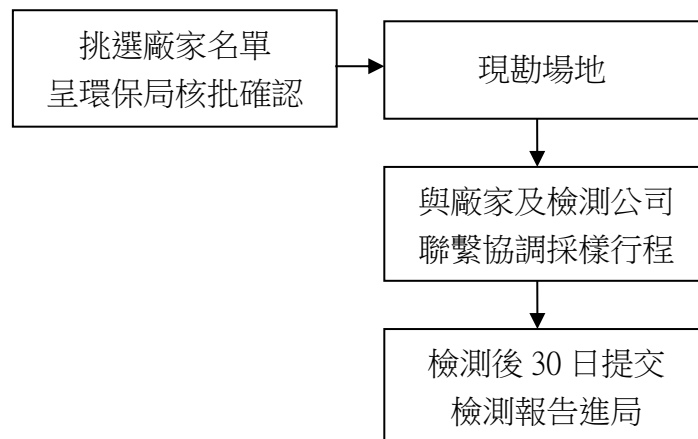 挑選廠家名單
呈環保局核批確認
現勘場地
與廠家及檢測公司
聯繫協調採樣行程
檢測後 30 日提交
檢測報告進局